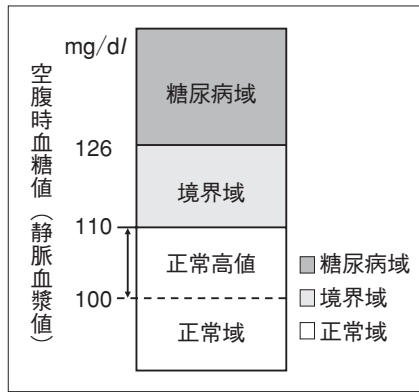 mg/dl
空腹時血糖値（静脈血漿値）
糖尿病域
126
境界域
110
正常高値
100
正常域
糖尿病域
境界域
正常域